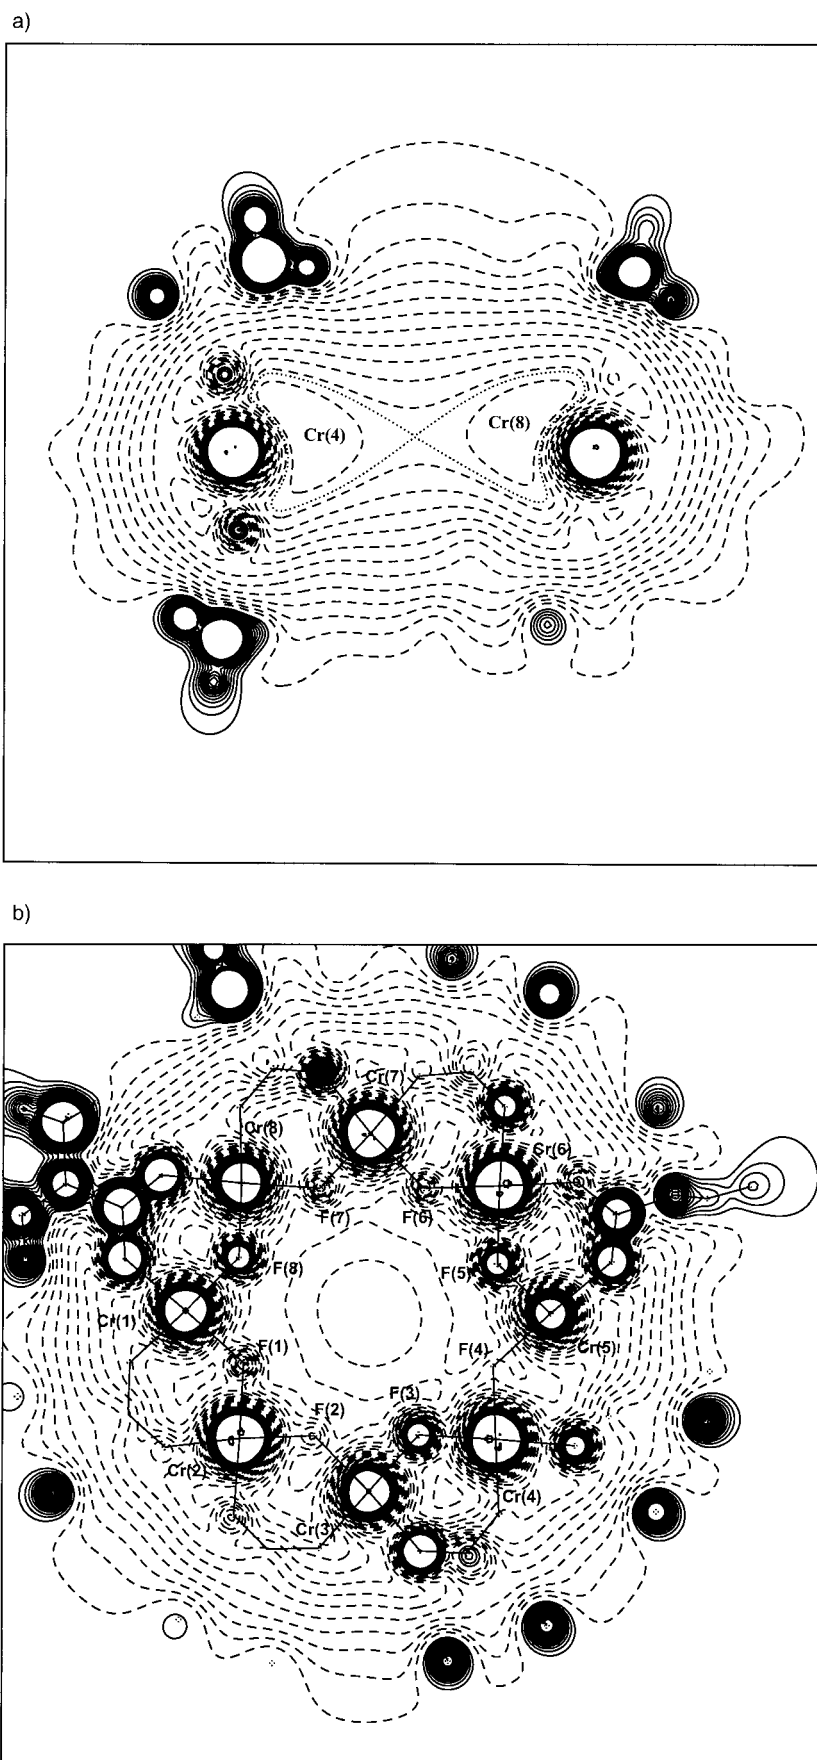 a)
Cr(4) Cr(8)
b)
Cr(7)
Cr(8)
Cr(6)
F(7) F(6)
F(8) F(5)
Cr(1)
F(1) F(4) Cr(5)
F(2) F(3)
Cr(2)
Cr(4)
Cr(3)